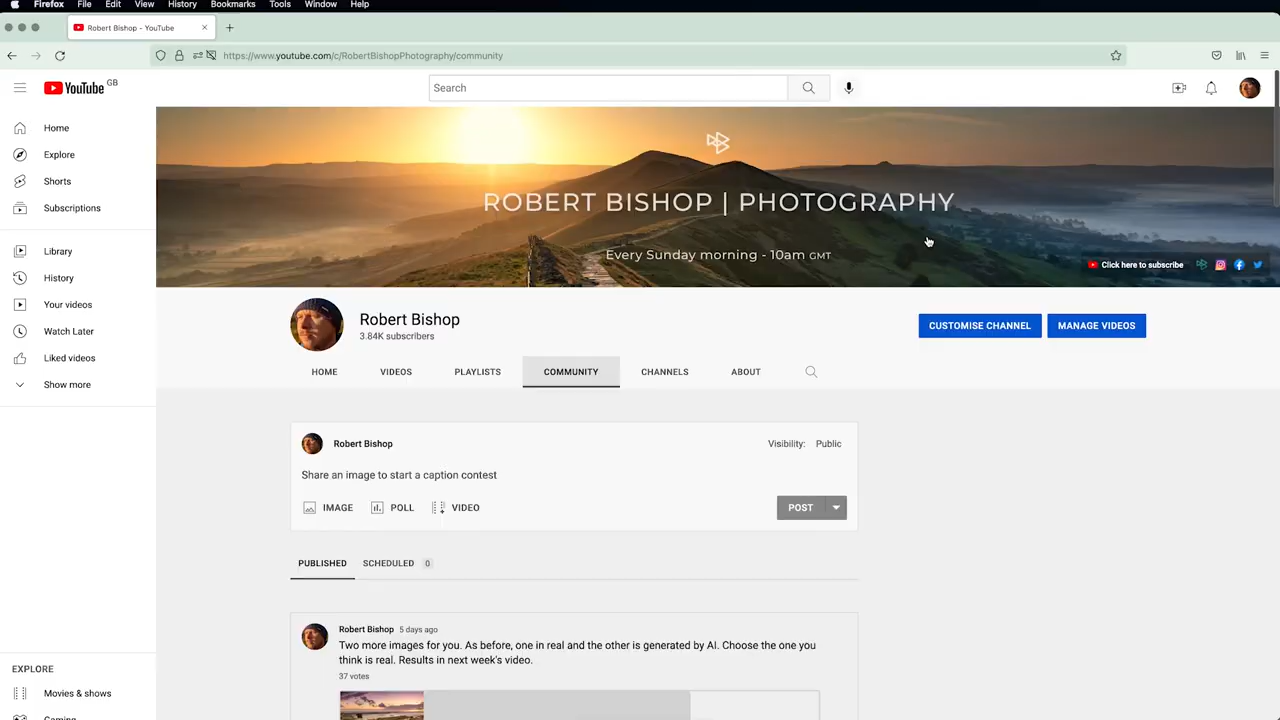 Firefox File Edit View History Bookmarks Tools Window Help
Robert Bishop - YouTube
https://www.youtube.com/c/RobertBishopPhotography/community
YouTube GB
Search
Home
Explore
Shorts
Subscriptions
Library
History
Your videos
Watch Later
Liked videos
Show more
EXPLORE
Movies & shows
Gaming
ROBERT BISHOP | PHOTOGRAPHY
Every Sunday morning - 10am GMT
Click here to subscribe
Robert Bishop
3.84K subscribers
CUSTOMISE CHANNEL
MANAGE VIDEOS
HOME VIDEOS PLAYLISTS COMMUNITY CHANNELS ABOUT
Robert Bishop
Visibility: Public
Share an image to start a caption contest
IMAGE POLL VIDEO
POST
PUBLISHED SCHEDULED 0
Robert Bishop 5 days ago
Two more images for you. As before, one in real and the other is generated by AI. Choose the one you
think is real. Results in next week's video.
37 votes